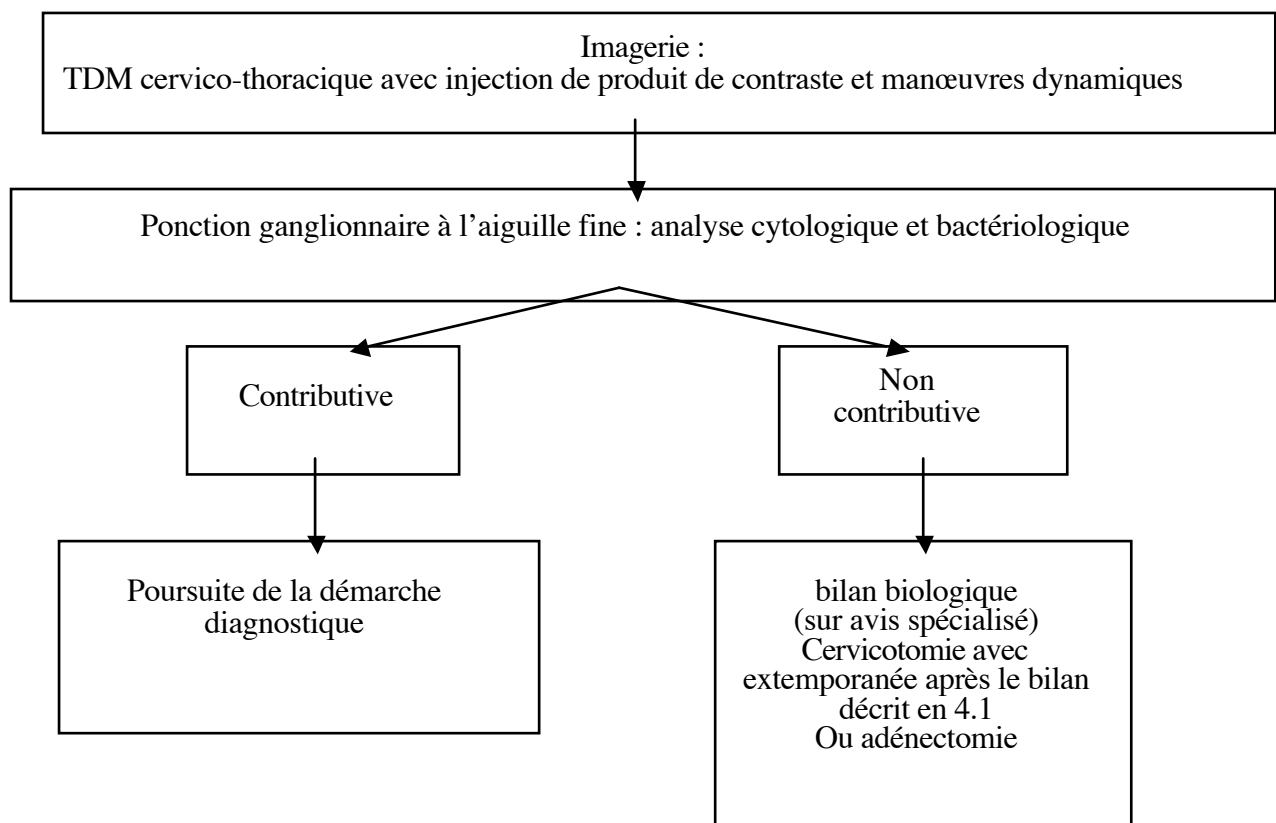 Imagerie :
TDM cervico-thoracique avec injection de produit de contraste et manœuvres dynamiques
Ponction ganglionnaire à l’aiguille fine : analyse cytologique et bactériologique
Contributive
Non
contributive
Poursuite de la démarche
diagnostique
bilan biologique
(sur avis spécialisé)
Cervicotomie avec
extemporanée après le bilan
décrit en 4.1
Ou adénectomie